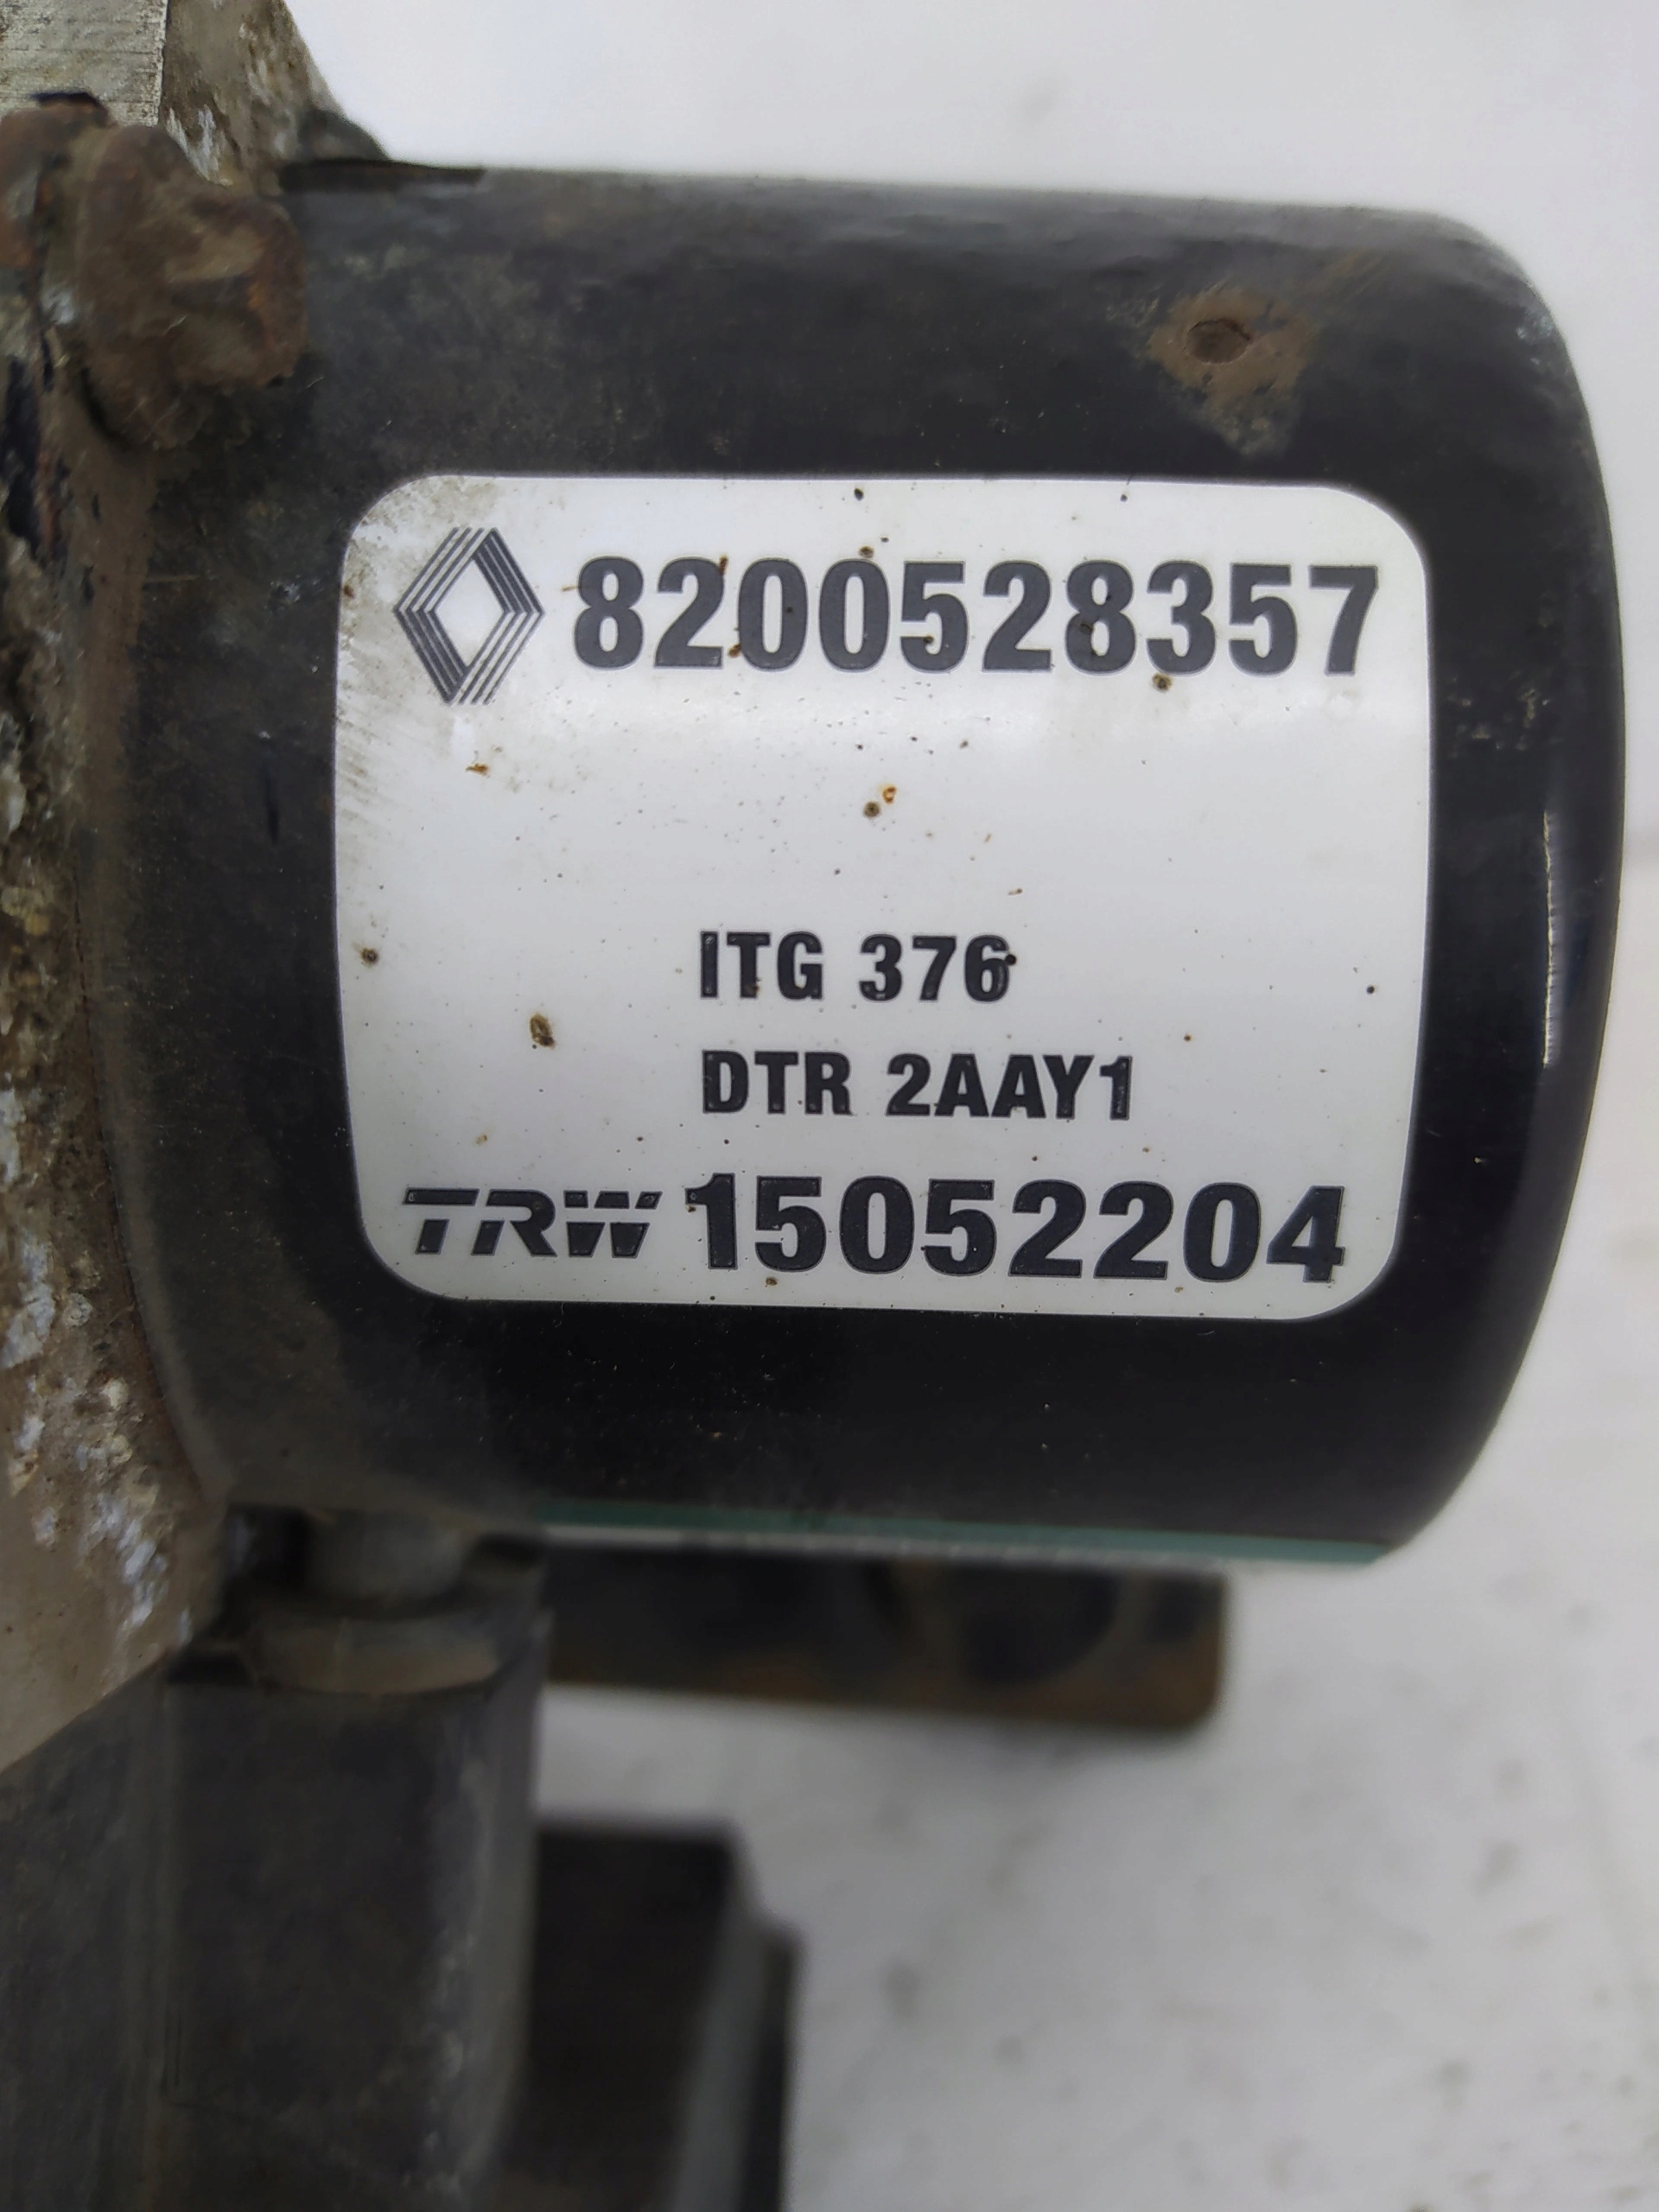 8200528357
ITG 376
DTR 2AAY1
TRW 15052204